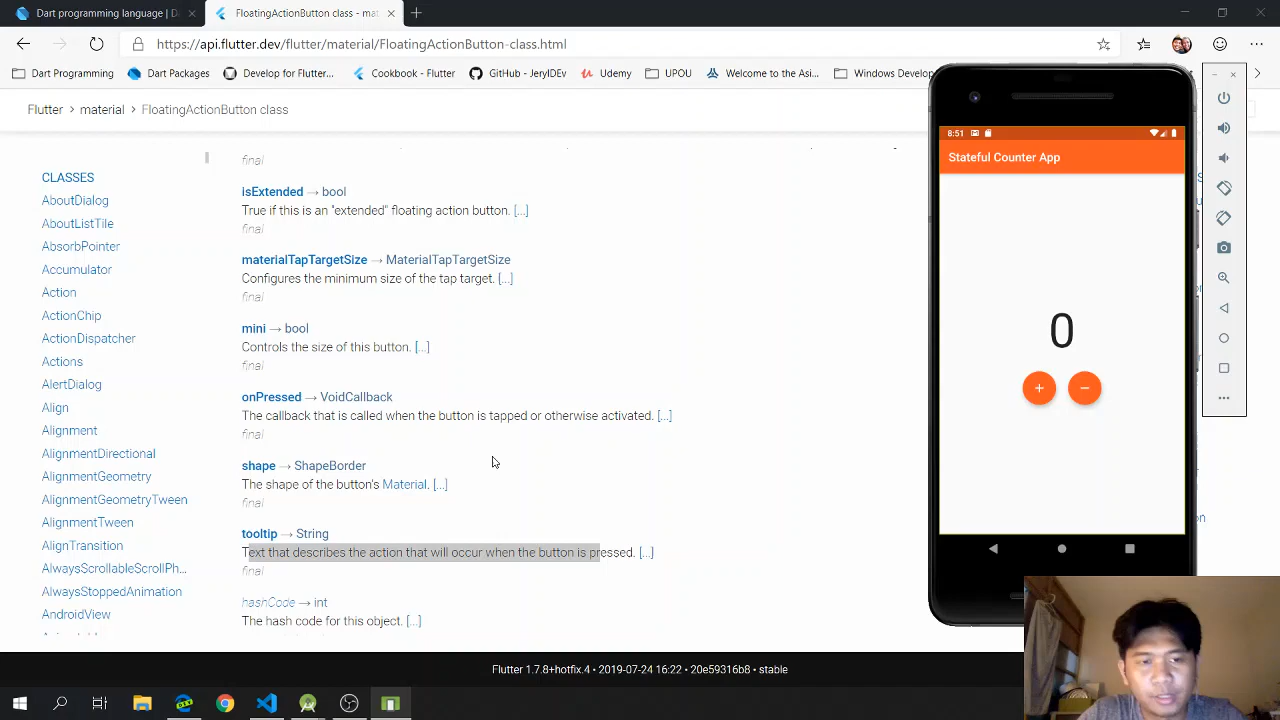 Dart programming language | D
FloatingActionButton class - mat
https://api.flutter.dev/flutter/material/FloatingActionButton-class.html
Dart Programming
Dart Packages
Develop for Flutter...
Cookbook - Flutter
GitHub - JeryIDEV/...
Udemy
UPOU
Welcome to the Asi...
Windows Develop
Flutter > material > FloatingActionButton class
CLASSES
AboutDialog
AboutListTile
AbsorbPointer
Accumulator
Action
ActionChip
ActionDispatcher
Actions
AlertDialog
Align
Alignment
AlignmentDirectional
AlignmentGeometry
AlignmentGeometryTween
AlignmentTween
AlignTransition
AlwaysScrollableScrollPh...
AlwaysStoppedAnimation
AndroidView
final
isExtended → bool
True if this is an "extended" floating action button. [...]
final
materialTapTargetSize → MaterialTapTargetSize
Configures the minimum size of the tap target. [...]
final
mini → bool
Controls the size of this button. [...]
final
onPressed → VoidCallback
The callback that is called when the button is tapped or otherwise activated. [...]
final
shape → ShapeBorder
The shape of the button's Material. [...]
final
tooltip → String
Text that describes the action that will occur when the button is pressed. [...]
final
hashCode → int
The hash code for this object. [...]
8:51
Stateful Counter App
0
+ −
Flutter 1.7.8+hotfix.4 • 2019-07-24 16:22 • 20e59316b8 • stable